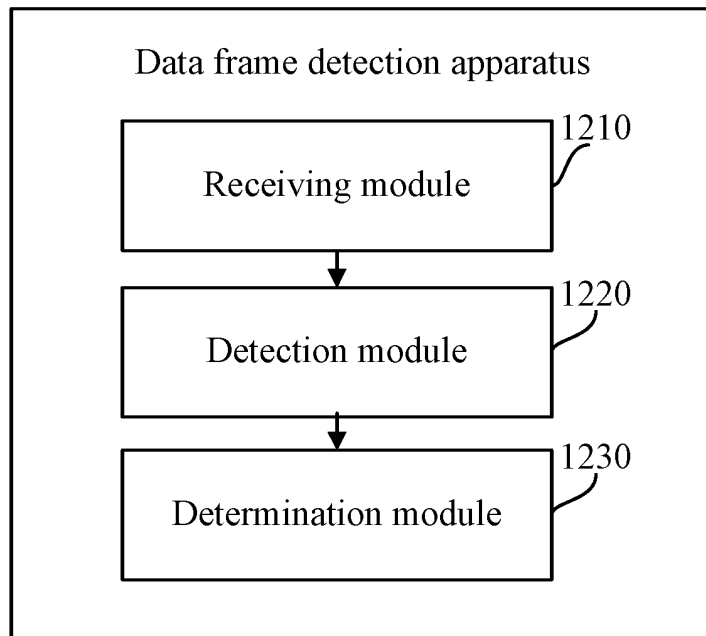 Data frame detection apparatus
1210
Receiving module
1220
Detection module
1230
Determination module